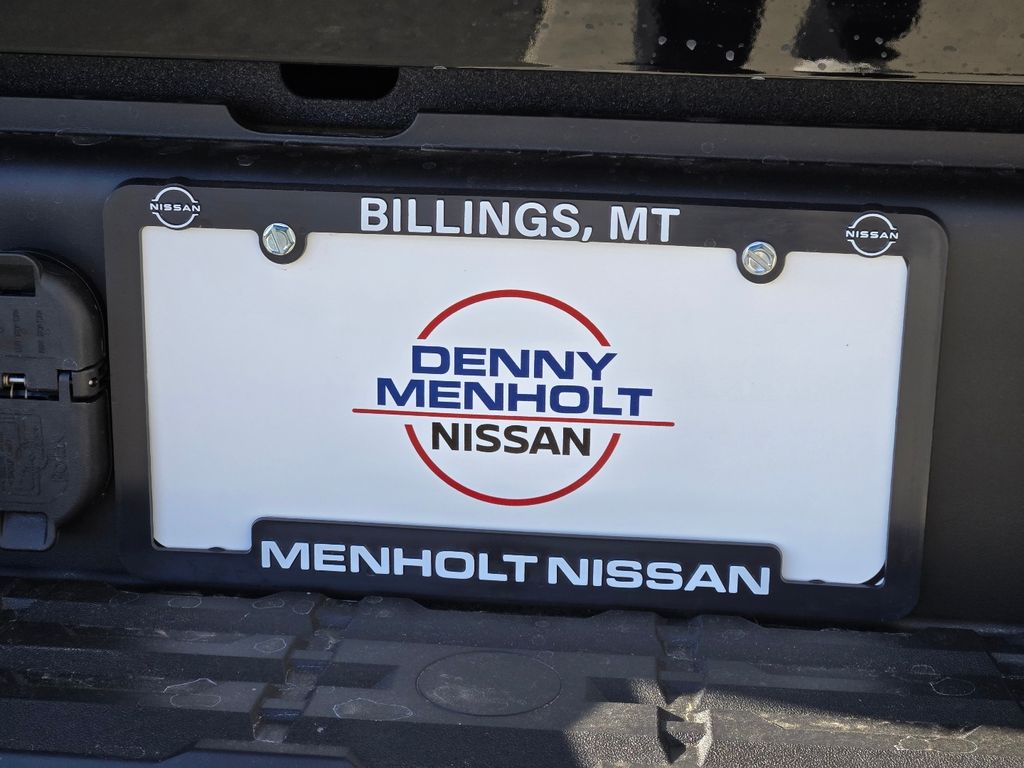 BILLINGS, MT
NISSAN
NISSAN
DENNY
MENHOLT
NISSAN
MENHOLT NISSAN